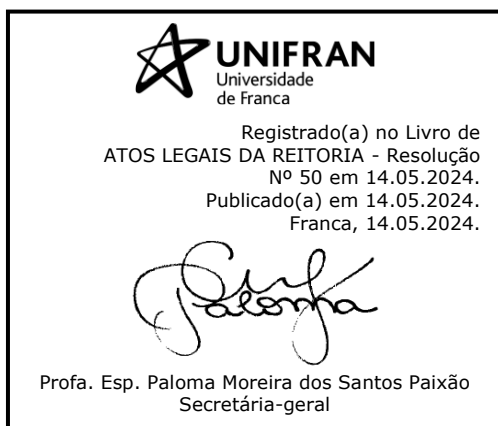 UNIFRAN
Universidade
de Franca
Registrado(a) no Livro de
ATOS LEGAIS DA REITORIA - Resolução
Nº 50 em 14.05.2024.
Publicado(a) em 14.05.2024.
Franca, 14.05.2024.
Paloma
Profa. Esp. Paloma Moreira dos Santos Paixão
Secretária-geral